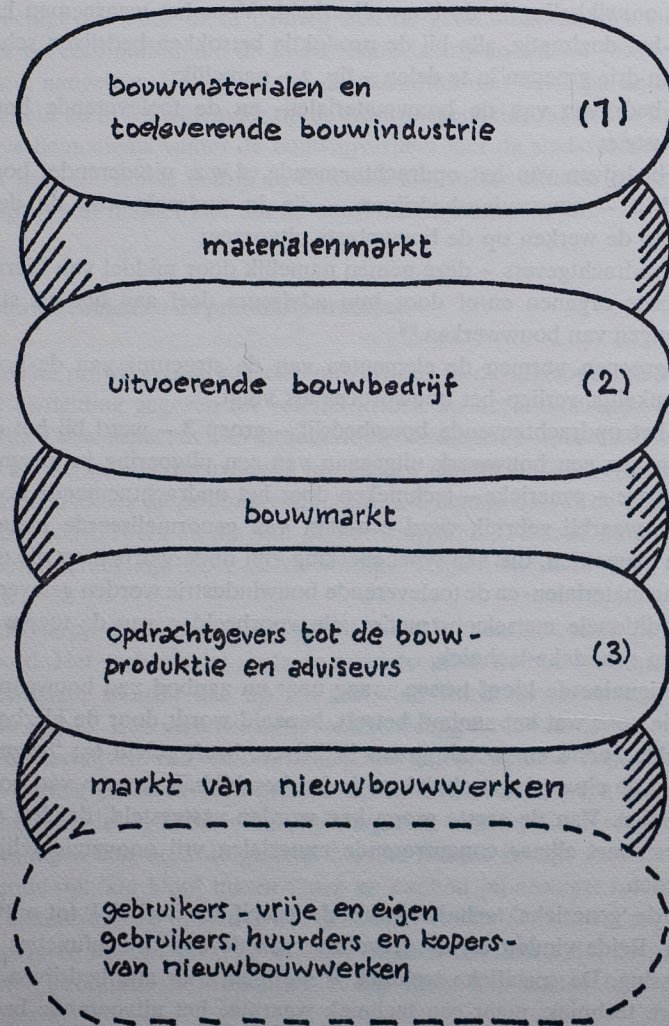 bouwmaterialen en
toeleverende bouwindustrie (1)
materialenmarkt
uitvoerende bouwbedrijf (2)
bouwmarkt
opdrachtgevers tot de bouw-
produktie en adviseurs (3)
markt van nieuwbouwwerken
gebruikers - vrije en eigen
gebruikers, huurders en kopers-
van nieuwbouwwerken